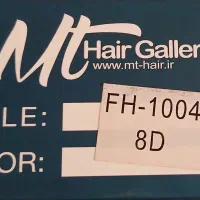 Mt Hair Galler
www.mt-hair.ir
LE: FH-1004
OR: 8D